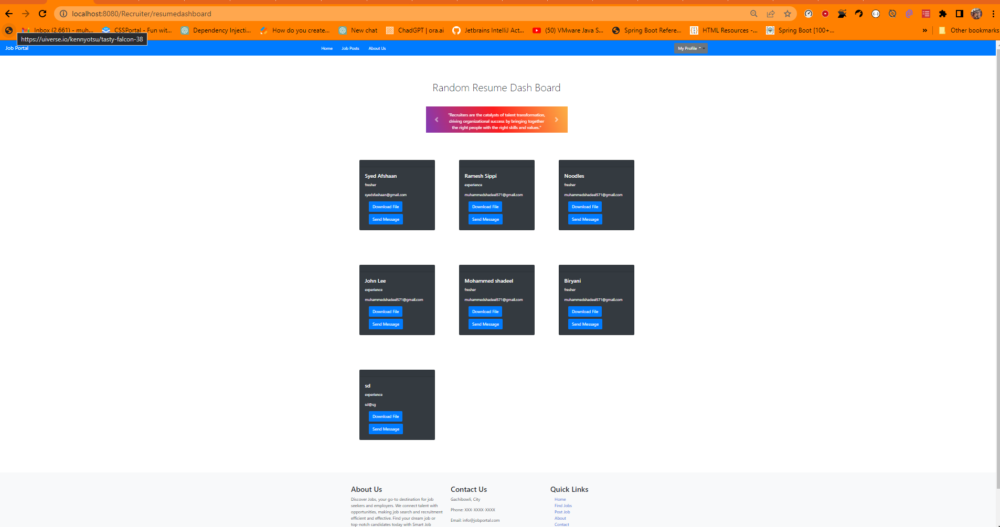 localhost:8080/Recruiter/resumedashboard
Inbox (2,661) - muh...
CSSPortal - Fun wit...
Dependency Injecti...
How do you create...
New chat
ChadGPT | ora.ai
Jetbrains IntelliJ Act...
(50) VMware Java S...
Spring Boot Refere...
HTML Resources -...
Spring Boot [100+...
»
Other bookmarks
https://uiverse.io/kennyotsu/tasty-falcon-38
Job Portal
Home
Job Posts
About Us
My Profile
Random Resume Dash Board
"Recruiters are the catalysts of talent transformation,
driving organizational success by bringing together
the right people with the right skills and values."
Syed Afshaan
fresher
syedsfashaan@gmail.com
Download File
Send Message
Ramesh Sippi
experience
muhammedshadeel571@gmail.com
Download File
Send Message
Noodles
fresher
muhammedshadeel571@gmail.com
Download File
Send Message
John Lee
experience
muhammedshadeel571@gmail.com
Download File
Send Message
Mohammed shadeel
fresher
muhammedshadeel571@gmail.com
Download File
Send Message
Biryani
fresher
muhammedshadeel571@gmail.com
Download File
Send Message
sd
experience
sd@sg
Download File
Send Message
About Us
Discover Jobs, your go-to destination for job
seekers and employers. We connect talent with
opportunities, making job search and recruitment
efficient and effective. Find your dream job or
top-notch candidates today with Smart Job
Contact Us
Gachibowli, City
Phone: XXX-XXXX-XXXX
Email: info@jobportal.com
Quick Links
Home
Find Jobs
Post Job
About
Contact